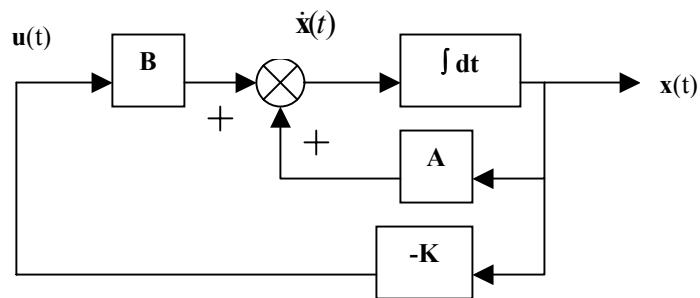 u(t)
B
ẋ(t)
∫ dt
x(t)
+
+
A
-K